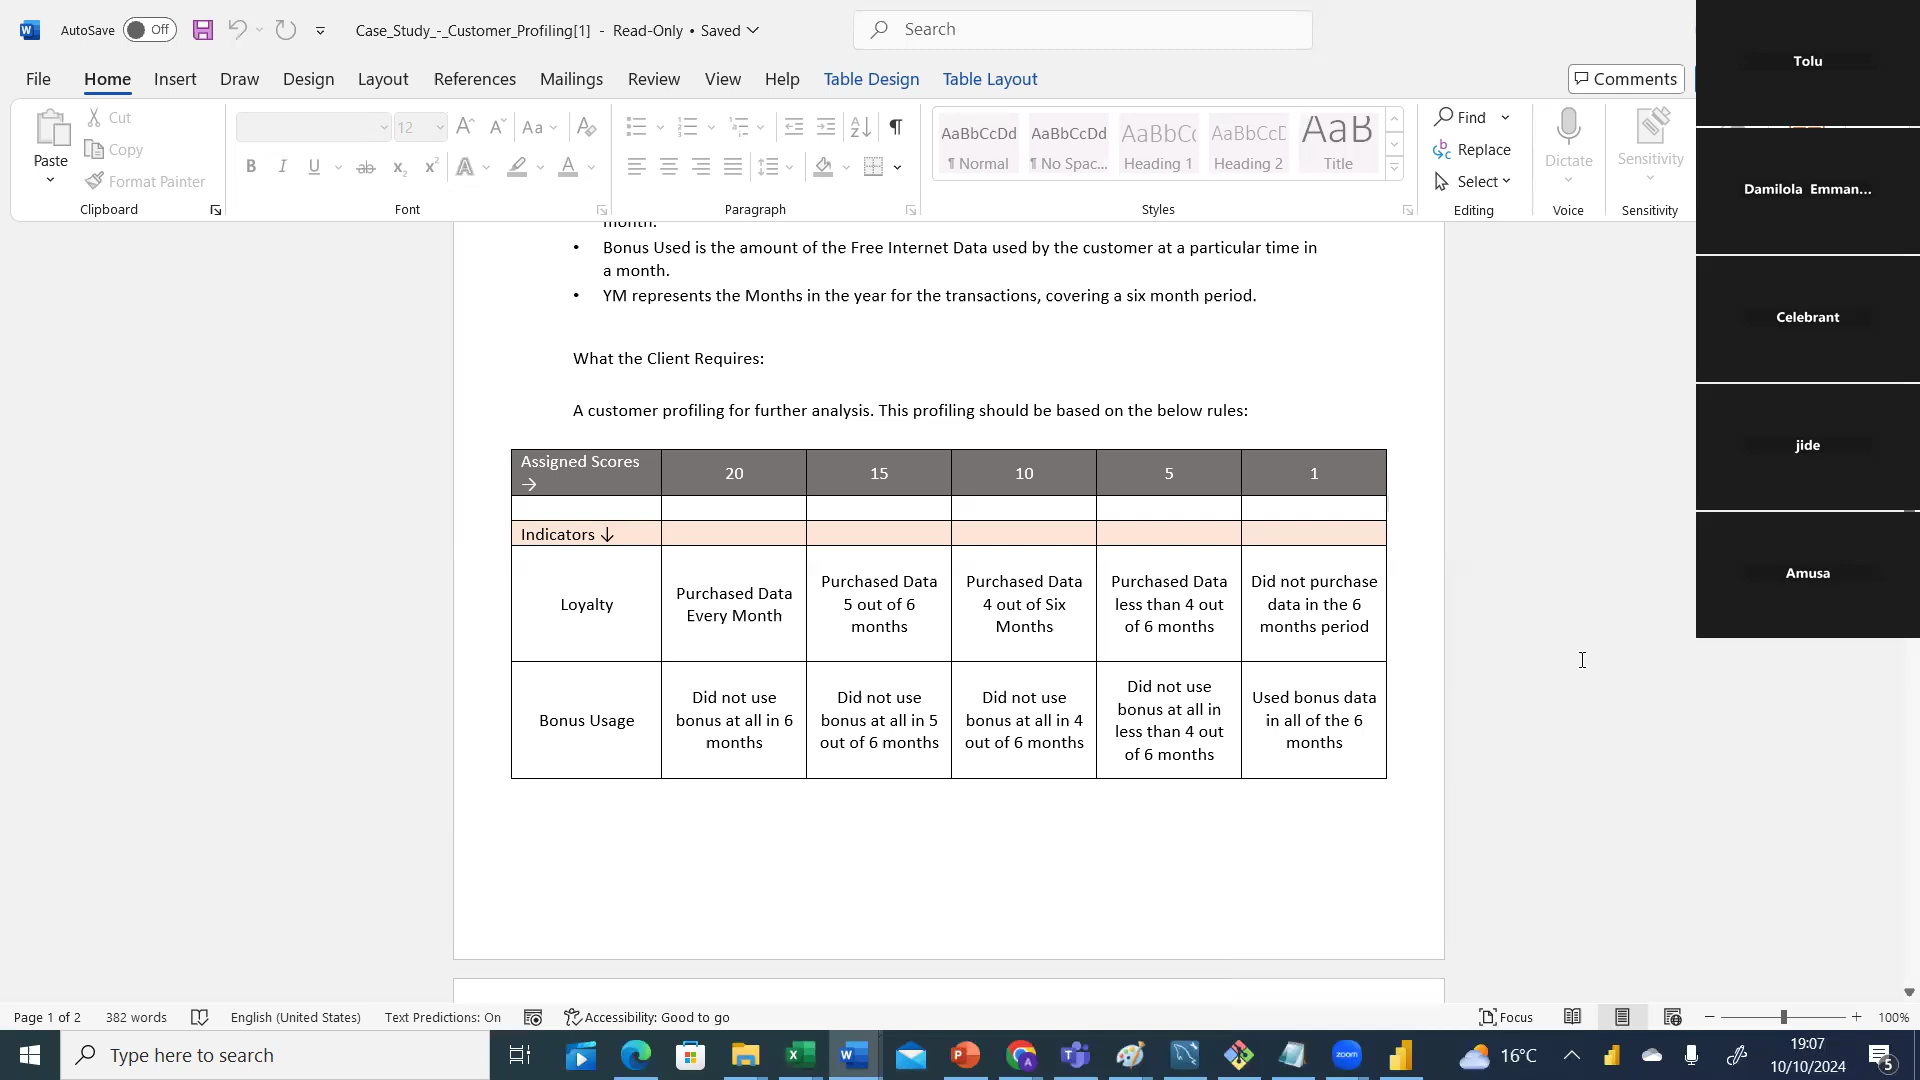 AutoSave Off Case_Study_-_Customer_Profiling[1] - Read-Only • Saved Search
File Home Insert Draw Design Layout References Mailings Review View Help Table Design Table Layout Comments
Paste Cut Copy Format Painter
12 Aa
AaBbCcDd ¶ Normal
AaBbCcDd ¶ No Spac...
AaBbCc Heading 1
AaBbCcD Heading 2
AaB Title
Find Replace Select
Dictate
Sensitivity
Clipboard Font Paragraph Styles Editing Voice Sensitivity
Tolu
Damilola Emman...
Celebrant
jide
Amusa
month.
• Bonus Used is the amount of the Free Internet Data used by the customer at a particular time in
a month.
• YM represents the Months in the year for the transactions, covering a six month period.
What the Client Requires:
A customer profiling for further analysis. This profiling should be based on the below rules:
Assigned Scores → 20 15 10 5 1
Indicators ↓
Loyalty
Purchased Data
Every Month
Purchased Data
5 out of 6
months
Purchased Data
4 out of Six
Months
Purchased Data
less than 4 out
of 6 months
Did not purchase
data in the 6
months period
Bonus Usage
Did not use
bonus at all in 6
months
Did not use
bonus at all in 5
out of 6 months
Did not use
bonus at all in 4
out of 6 months
Did not use
bonus at all in
less than 4 out
of 6 months
Used bonus data
in all of the 6
months
Page 1 of 2 382 words English (United States) Text Predictions: On Accessibility: Good to go Focus 100%
Type here to search zoom 16°C 19:07
10/10/2024 5